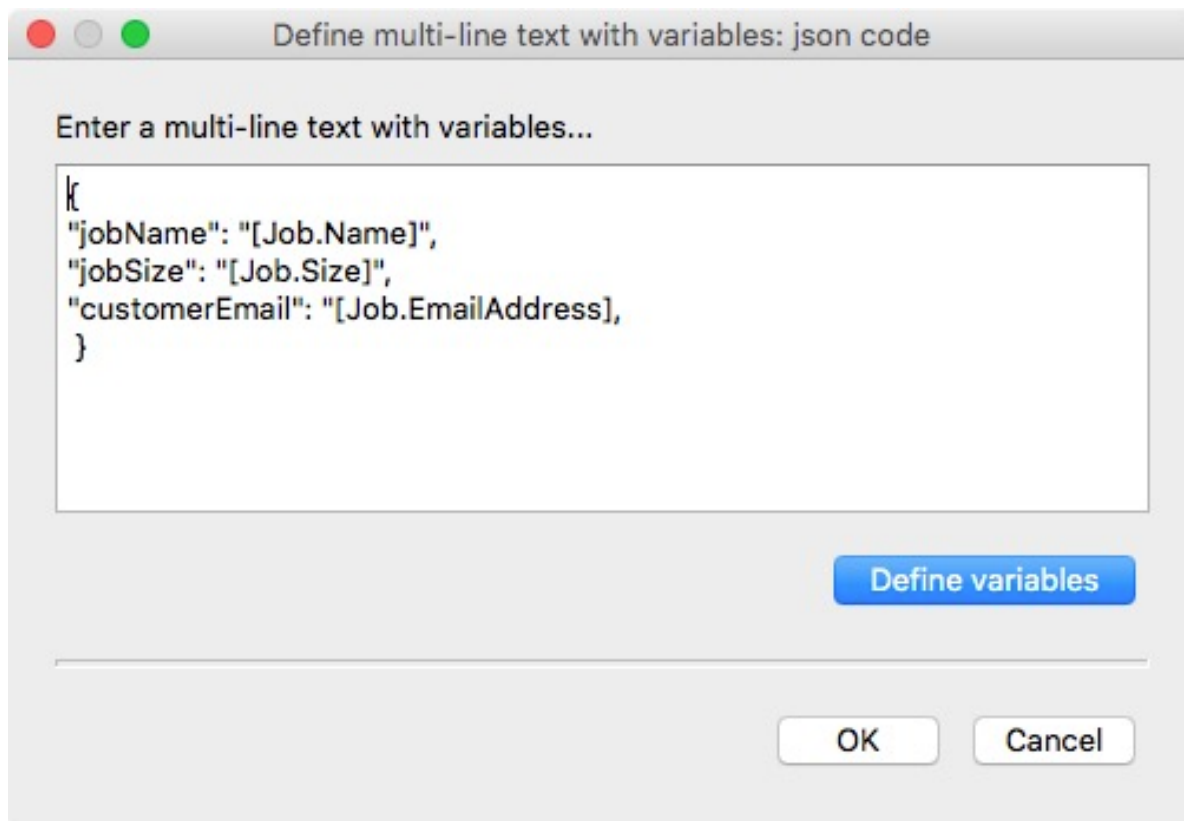 Define multi-line text with variables: json code
Enter a multi-line text with variables...
{
"jobName": "[Job.Name]",
"jobSize": "[Job.Size]",
"customerEmail": "[Job.EmailAddress],
}
Define variables
OK
Cancel